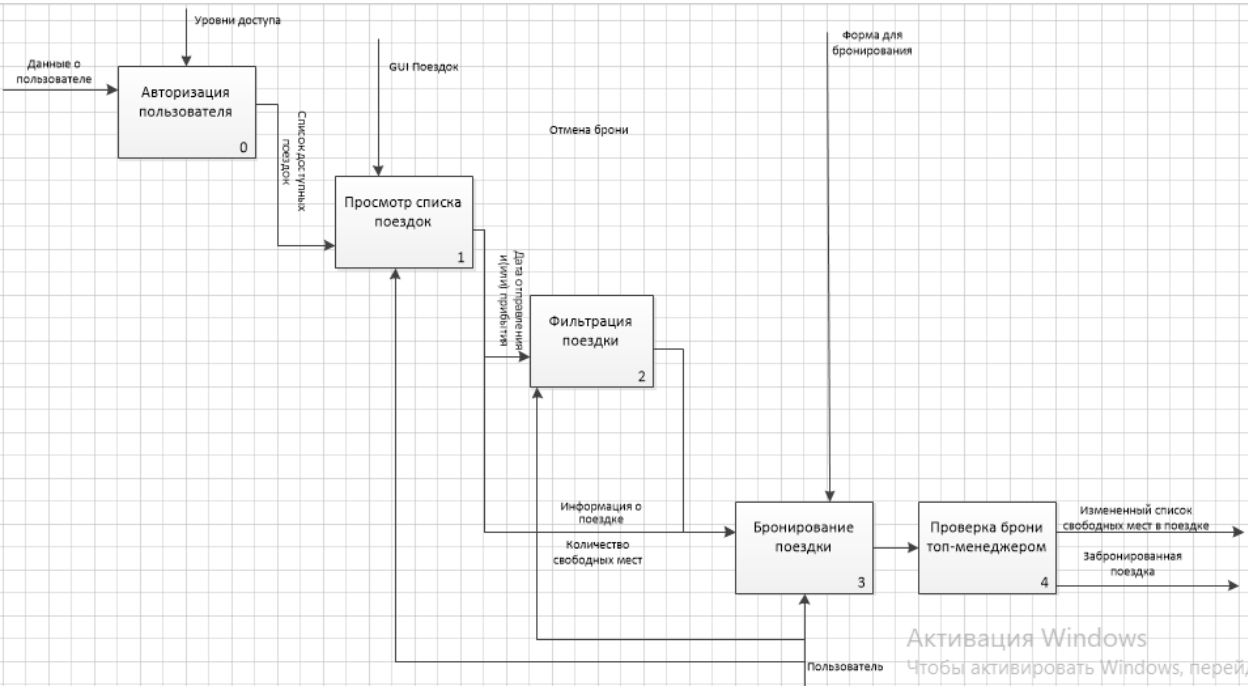 Уровни доступа
Данные о
пользователе
Авторизация
пользователя
0
Список доступных
поездок
GUI Поездок
Форма для
бронирования
Отмена брони
Просмотр списка
поездок
1
Дата отправления
и(или) прибытия
Фильтрация
поездки
2
Информация о
поездке
Количество
свободных мест
Бронирование
поездки
3
Проверка брони
топ-менеджером
4
Измененный список
свободных мест в поездке
Забронированная
поездка
Пользователь
Активация Windows
Чтобы активировать Windows,